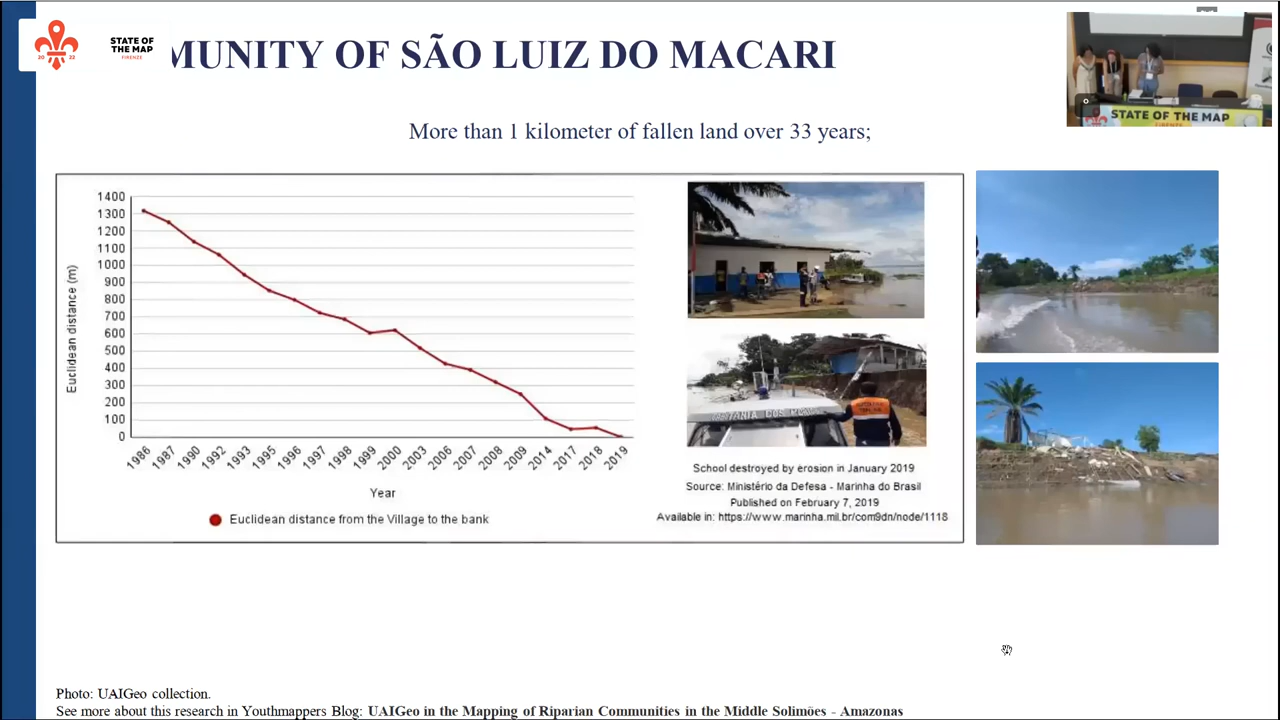 STATE OF
THE MAP
FIRENZE
2022
MUNITY OF SÃO LUIZ DO MACARI
STATE OF THE MAP
FIRENZE
More than 1 kilometer of fallen land over 33 years;
1400
1300
1200
1100
1000
900
800
700
600
500
400
300
200
100
0
Euclidean distance (m)
1986 1987 1990 1992 1993 1995 1996 1997 1998 1999 2000 2003 2006 2007 2008 2009 2014 2017 2018 2019
Year
Euclidean distance from the Village to the bank
School destroyed by erosion in January 2019
Source: Ministério da Defesa - Marinha do Brasil
Published on February 7, 2019
Available in: https://www.marinha.mil.br/com9dn/node/1118
Photo: UAIGeo collection.
See more about this research in Youthmappers Blog: UAIGeo in the Mapping of Riparian Communities in the Middle Solimões - Amazonas